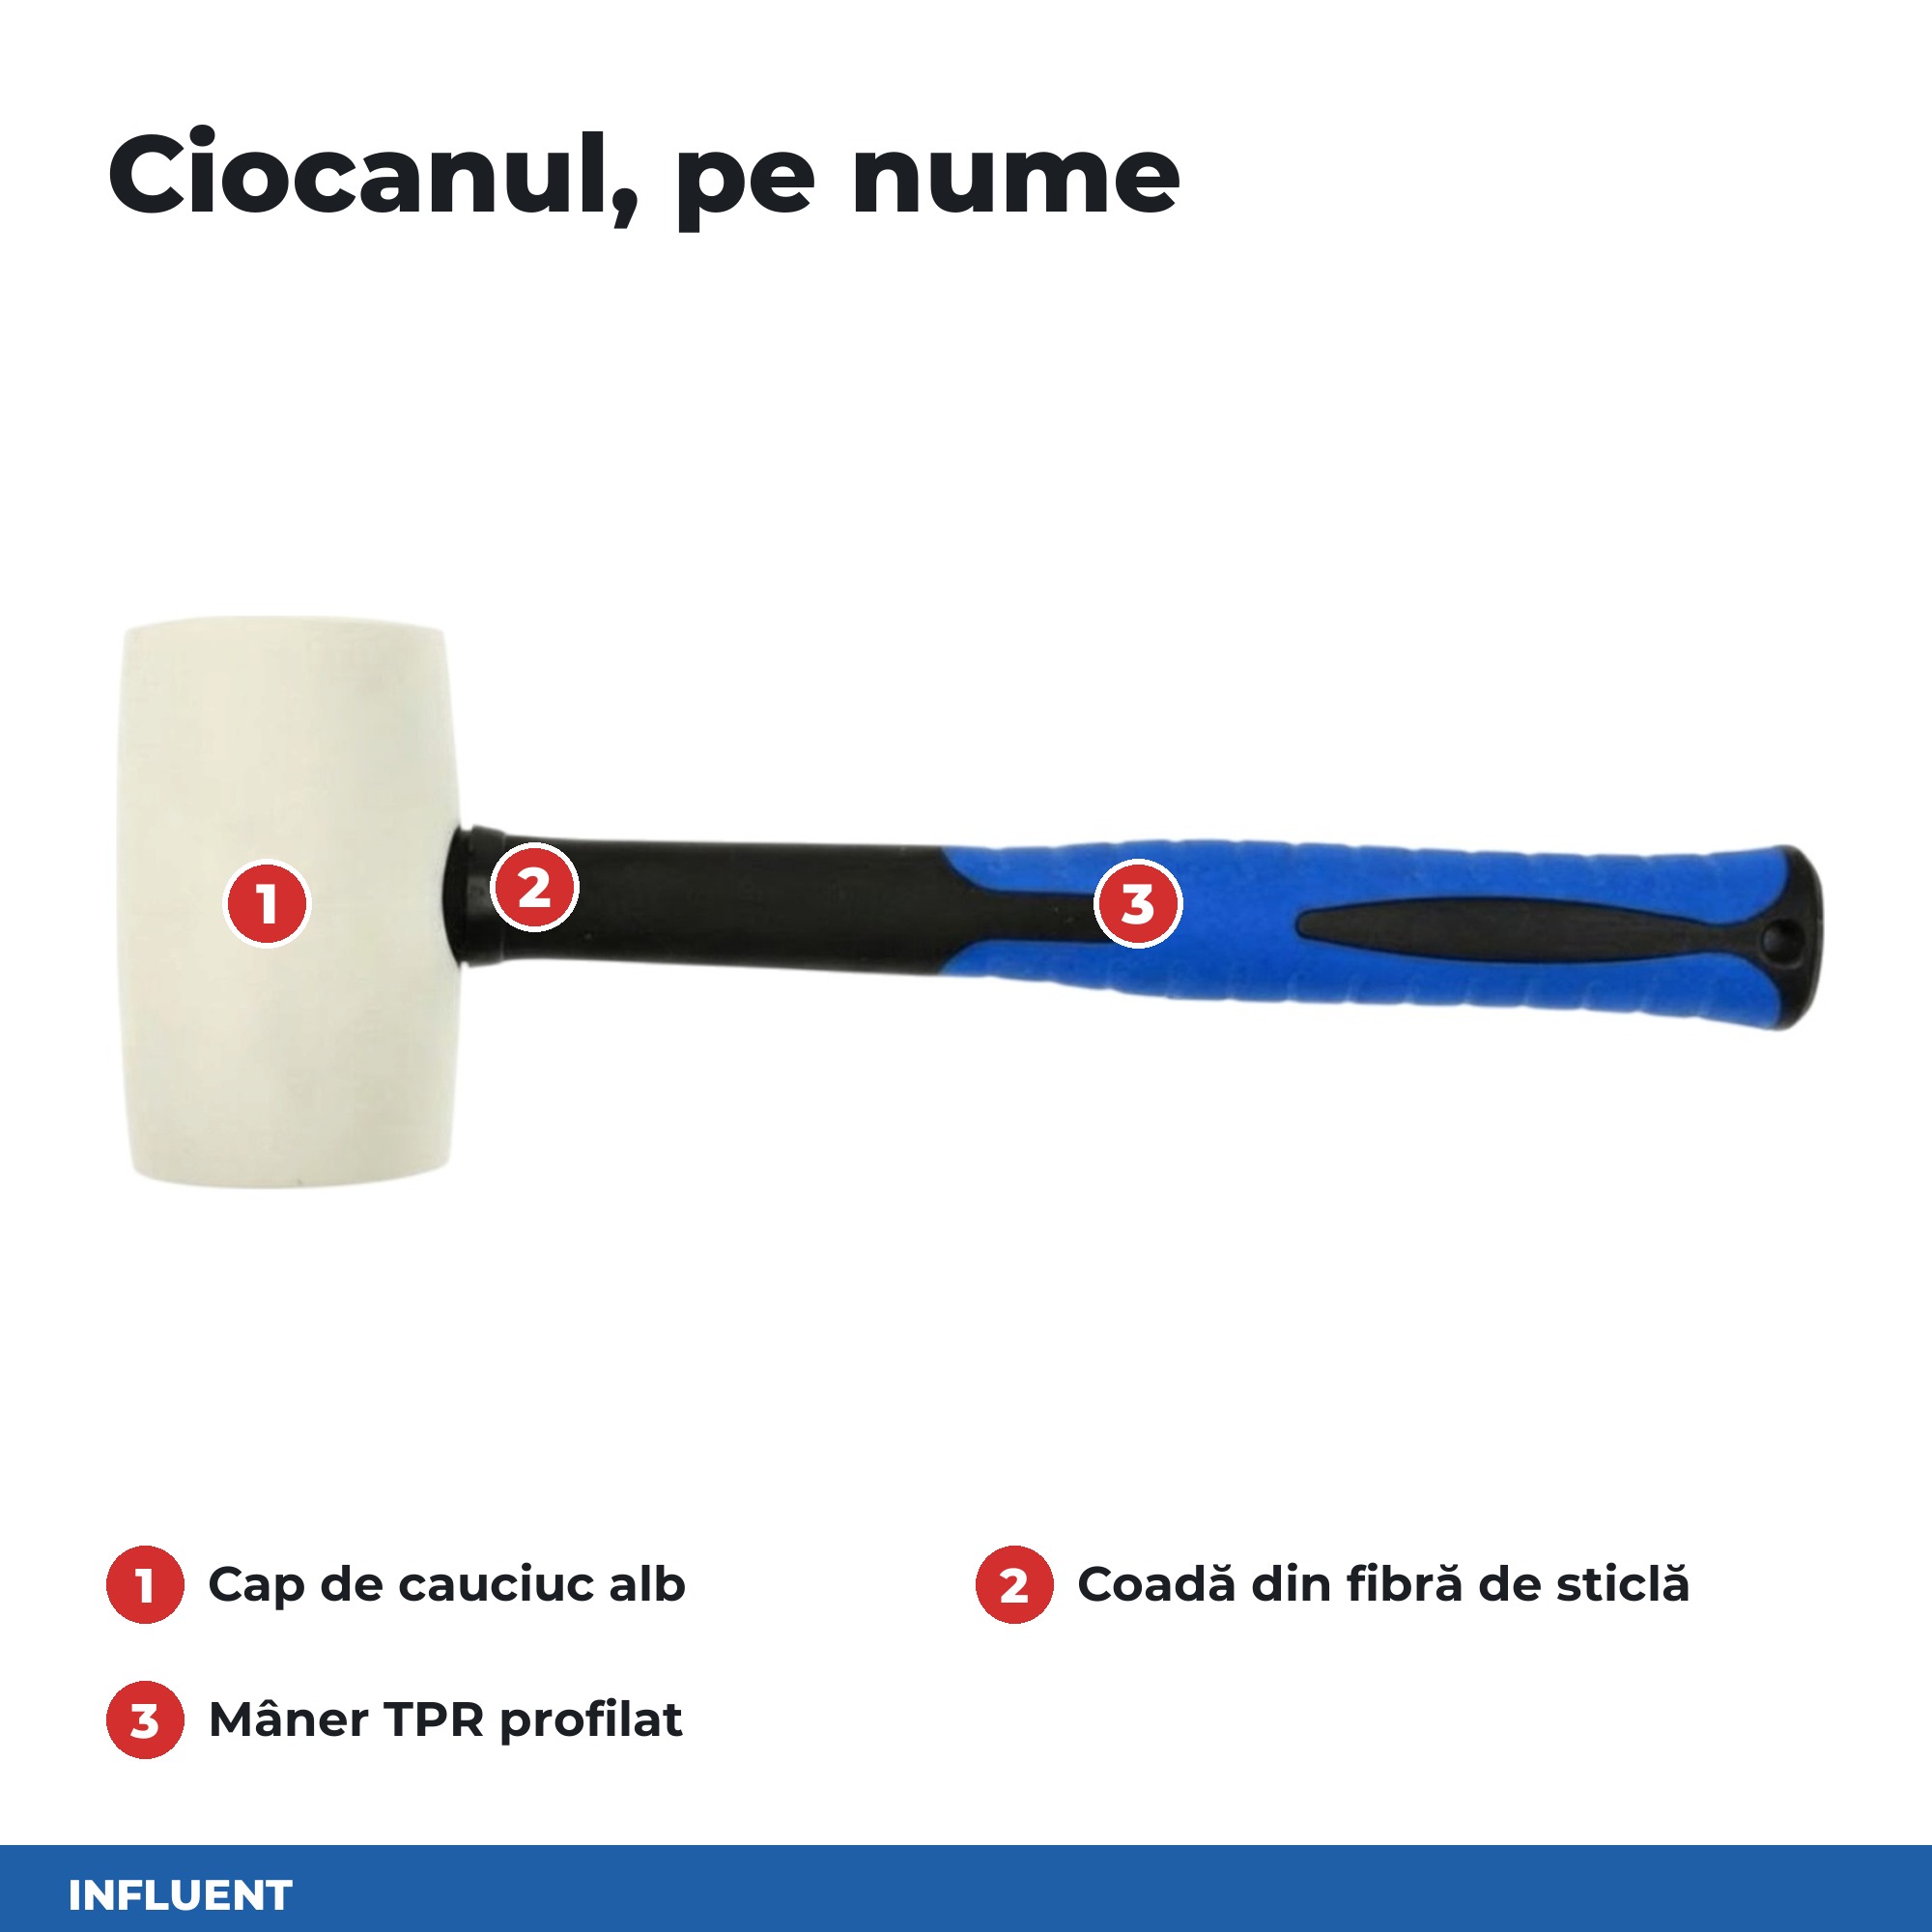 Ciocanul, pe nume
1
2
3
1 Cap de cauciuc alb
2 Coadă din fibră de sticlă
3 Mâner TPR profilat
INFLUENT